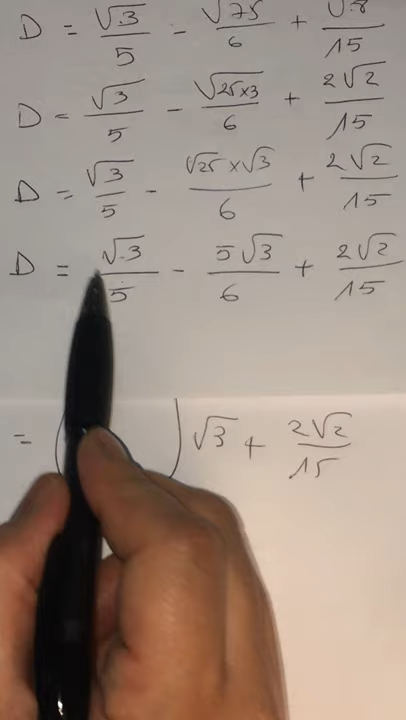 D = √3/5 - √75/6 + √8/15
D = √3/5 - √25×3/6 + 2√2/15
D = √3/5 - √25 × √3/6 + 2√2/15
D = √3/5 - 5√3/6 + 2√2/15
= ( ) √3 + 2√2/15